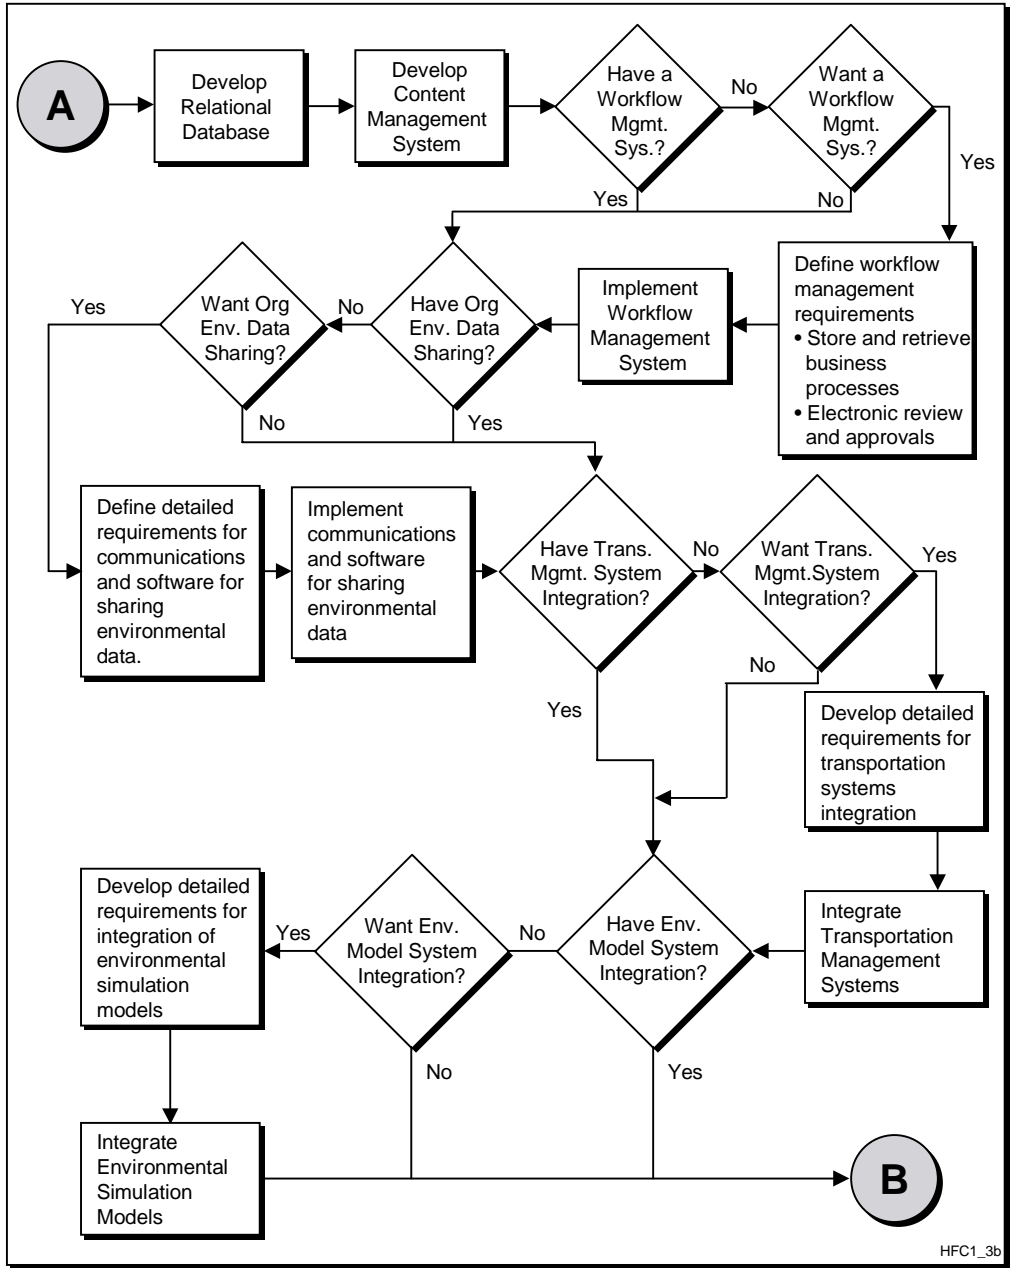 A
Develop
Relational
Database
Develop
Content
Management
System
Have a
Workflow
Mgmt.
Sys.?
No
Want a
Workflow
Mgmt.
Sys.?
Yes
Yes
No
Define workflow
management
requirements
• Store and retrieve
business
processes
• Electronic review
and approvals
Implement
Workflow
Management
System
Have Org
Env. Data
Sharing?
No
Want Org
Env. Data
Sharing?
Yes
No
Yes
Define detailed
requirements for
communications
and software for
sharing
environmental
data.
Implement
communications
and software
for sharing
environmental
data
Have Trans.
Mgmt. System
Integration?
No
Want Trans.
Mgmt.System
Integration?
Yes
No
Yes
Develop detailed
requirements for
transportation
systems
integration
Integrate
Transportation
Management
Systems
Have Env.
Model System
Integration?
No
Want Env.
Model System
Integration?
Yes
Develop detailed
requirements for
integration of
environmental
simulation
models
No
Yes
Integrate
Environmental
Simulation
Models
B
HFC1_3b